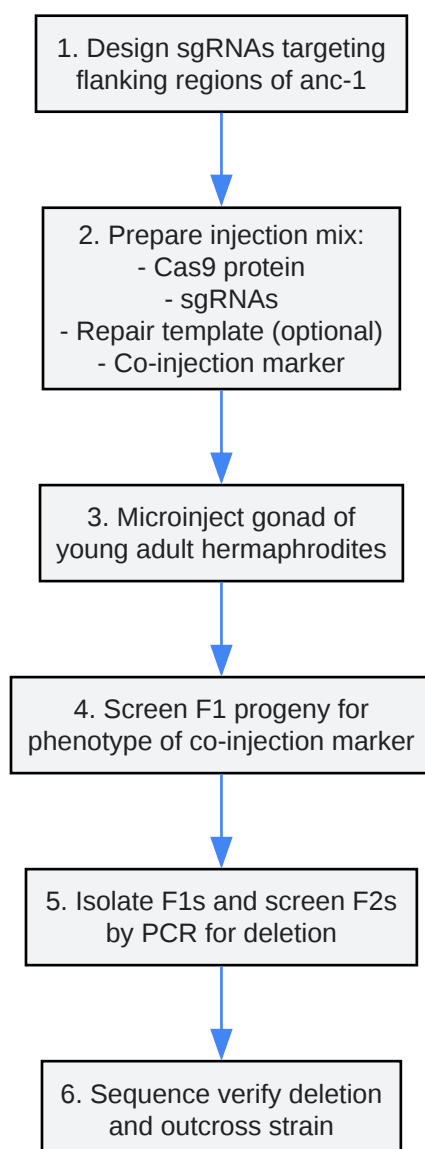 1. Design sgRNAs targeting
flanking regions of anc-1
2. Prepare injection mix:
- Cas9 protein
- sgRNAs
- Repair template (optional)
- Co-injection marker
3. Microinject gonad of
young adult hermaphrodites
4. Screen F1 progeny for
phenotype of co-injection marker
5. Isolate F1s and screen F2s
by PCR for deletion
6. Sequence verify deletion
and outcross strain